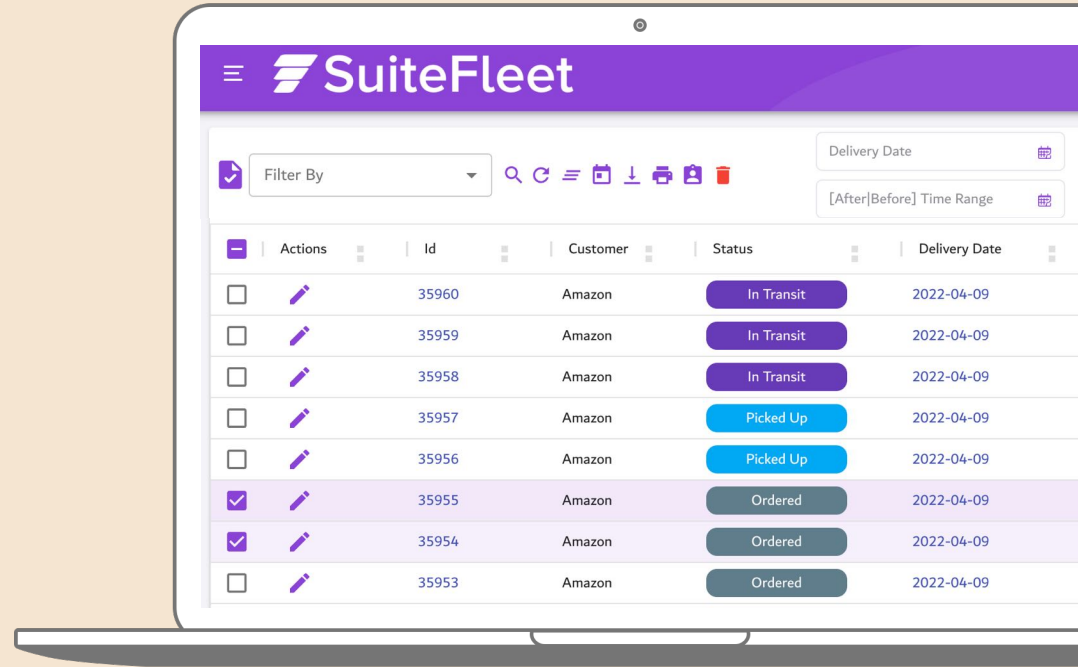 SuiteFleet
Delivery Date
Filter By
[After|Before] Time Range
Actions Id Customer Status Delivery Date
35960 Amazon In Transit 2022-04-09
35959 Amazon In Transit 2022-04-09
35958 Amazon In Transit 2022-04-09
35957 Amazon Picked Up 2022-04-09
35956 Amazon Picked Up 2022-04-09
35955 Amazon Ordered 2022-04-09
35954 Amazon Ordered 2022-04-09
35953 Amazon Ordered 2022-04-09